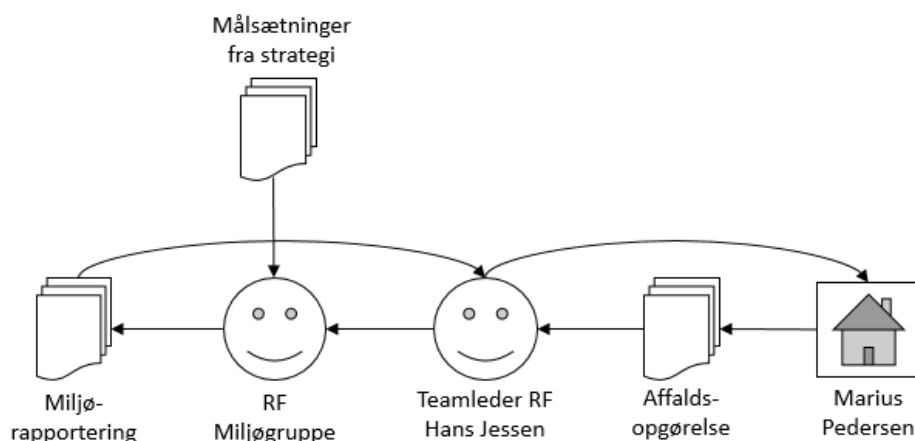 Målsætninger
fra strategi
Miljø-
rapportering
RF
Miljøgruppe
Teamleder RF
Hans Jessen
Affalds-
opgørelse
Marius
Pedersen